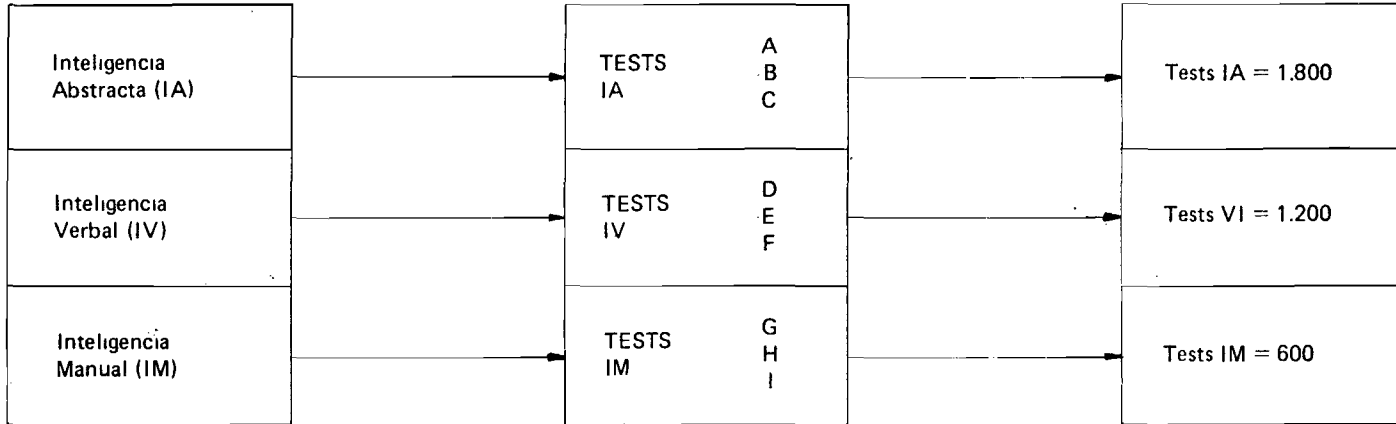 Inteligencia
Abstracta (IA)
TESTS
IA
A
B
C
Tests IA = 1.800
Inteligencia
Verbal (IV)
TESTS
IV
D
E
F
Tests VI = 1.200
Inteligencia
Manual (IM)
TESTS
IM
G
H
I
Tests IM = 600